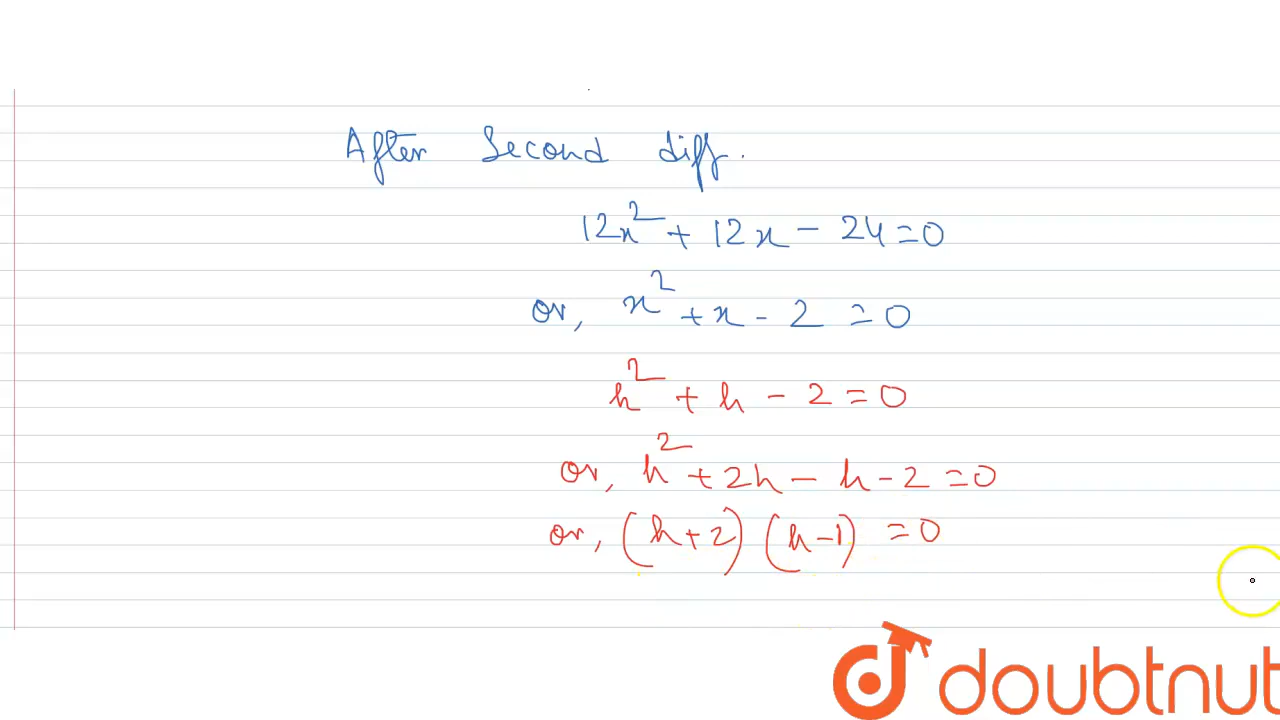 After Second diff.
12x² + 12x - 24 = 0
or, x² + x - 2 = 0
h² + h - 2 = 0
or, h² + 2h - h - 2 = 0
or, (h+2) (h-1) = 0
doubtnut